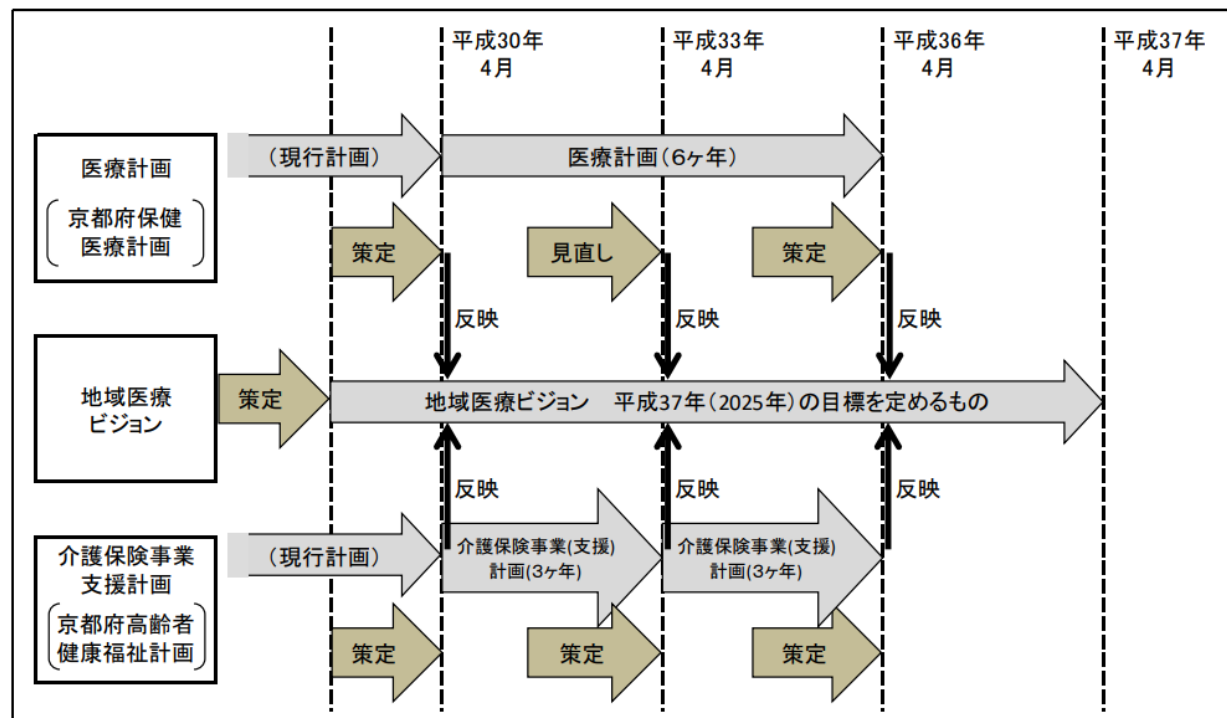 平成30年
4月
平成33年
4月
平成36年
4月
平成37年
4月
医療計画
京都府保健
医療計画
(現行計画)
医療計画(6ヶ年)
策定
見直し
策定
反映
反映
反映
地域医療
ビジョン
策定
地域医療ビジョン 平成37年(2025年)の目標を定めるもの
反映
反映
反映
介護保険事業
支援計画
京都府高齢者
健康福祉計画
(現行計画)
介護保険事業(支援)
計画(3ヶ年)
介護保険事業(支援)
計画(3ヶ年)
策定
策定
策定